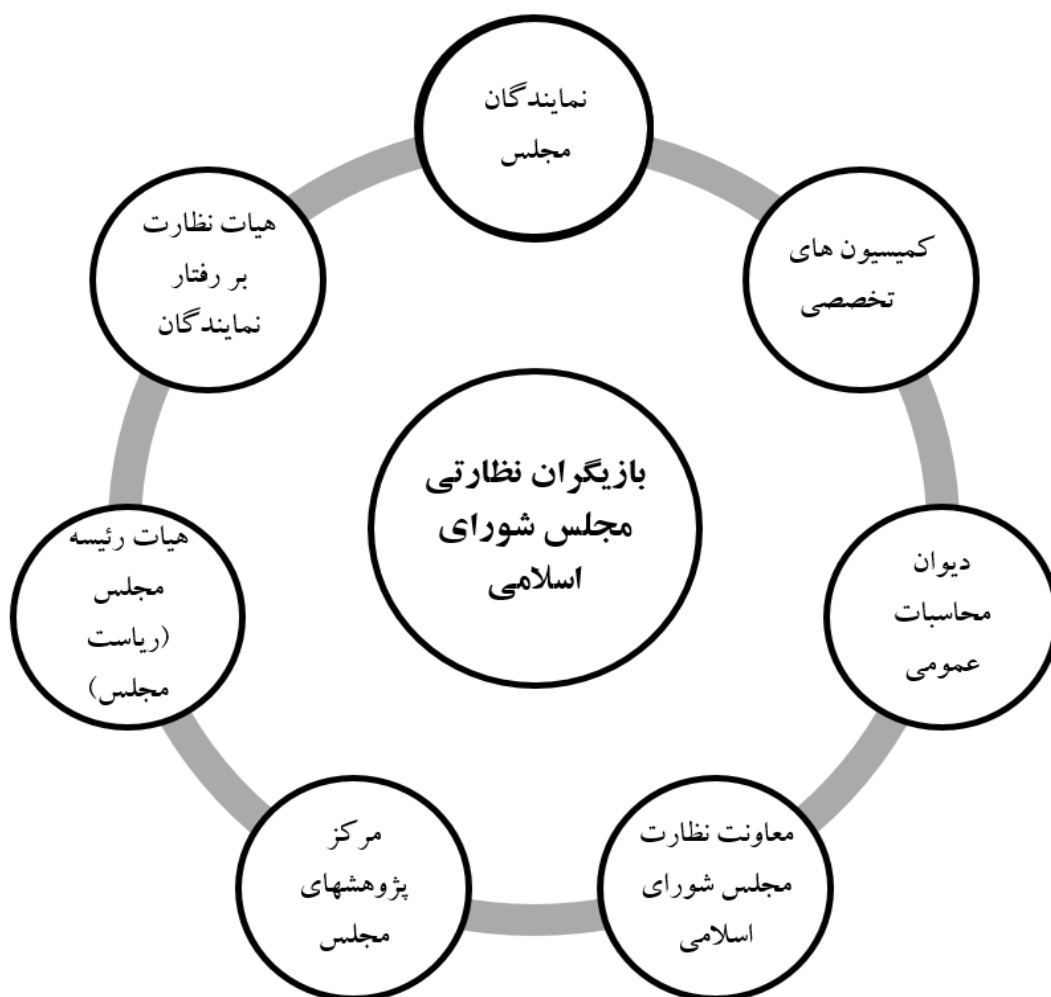 نمایندگان
مجلس
کمیسیون های
تخصصی
دیوان
محاسبات
عمومی
معاونت نظارت
مجلس شورای
اسلامی
مرکز
پژوهشهای
مجلس
هیات رئیسه
مجلس
(ریاست
مجلس)
هیات نظارت
بر رفتار
نمایندگان
بازیگران نظارتی
مجلس شورای
اسلامی